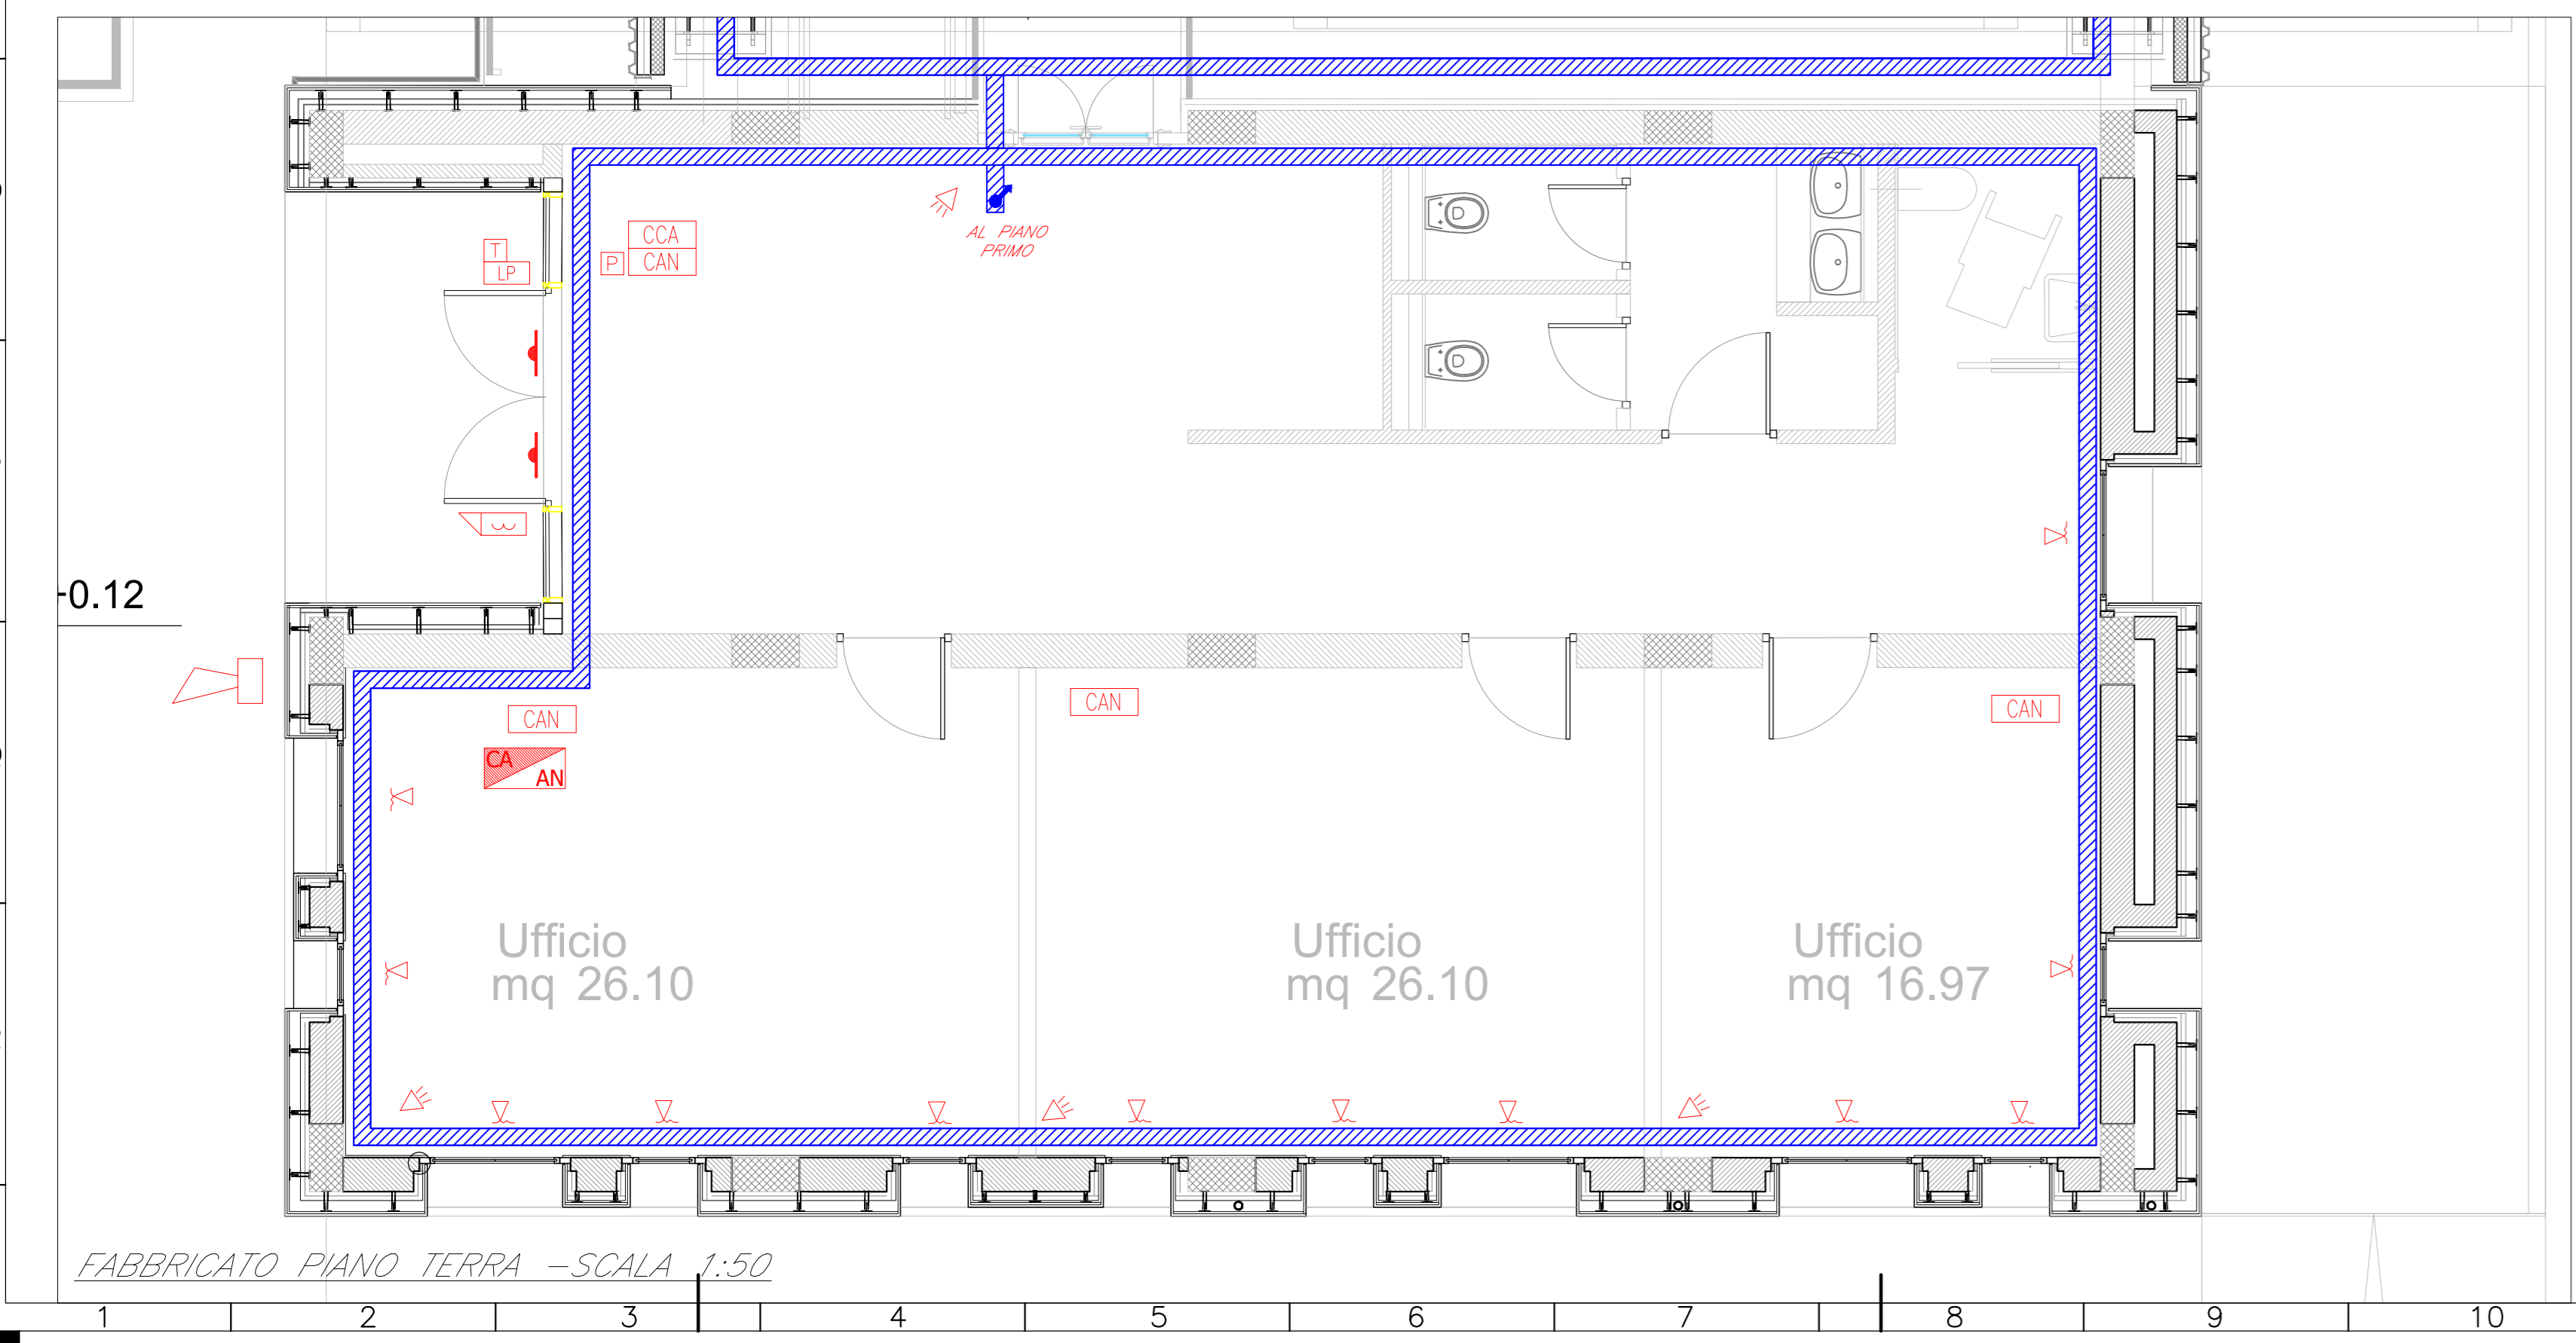 AL PIANO
PRIMO
CCA
CAN
P
T
LP
+0.12
CAN
CAN
CAN
CA
AN
Ufficio
mq 26.10
Ufficio
mq 26.10
Ufficio
mq 16.97
FABBRICATO PIANO TERRA -SCALA 1:50
1 2 3 4 5 6 7 8 9 10